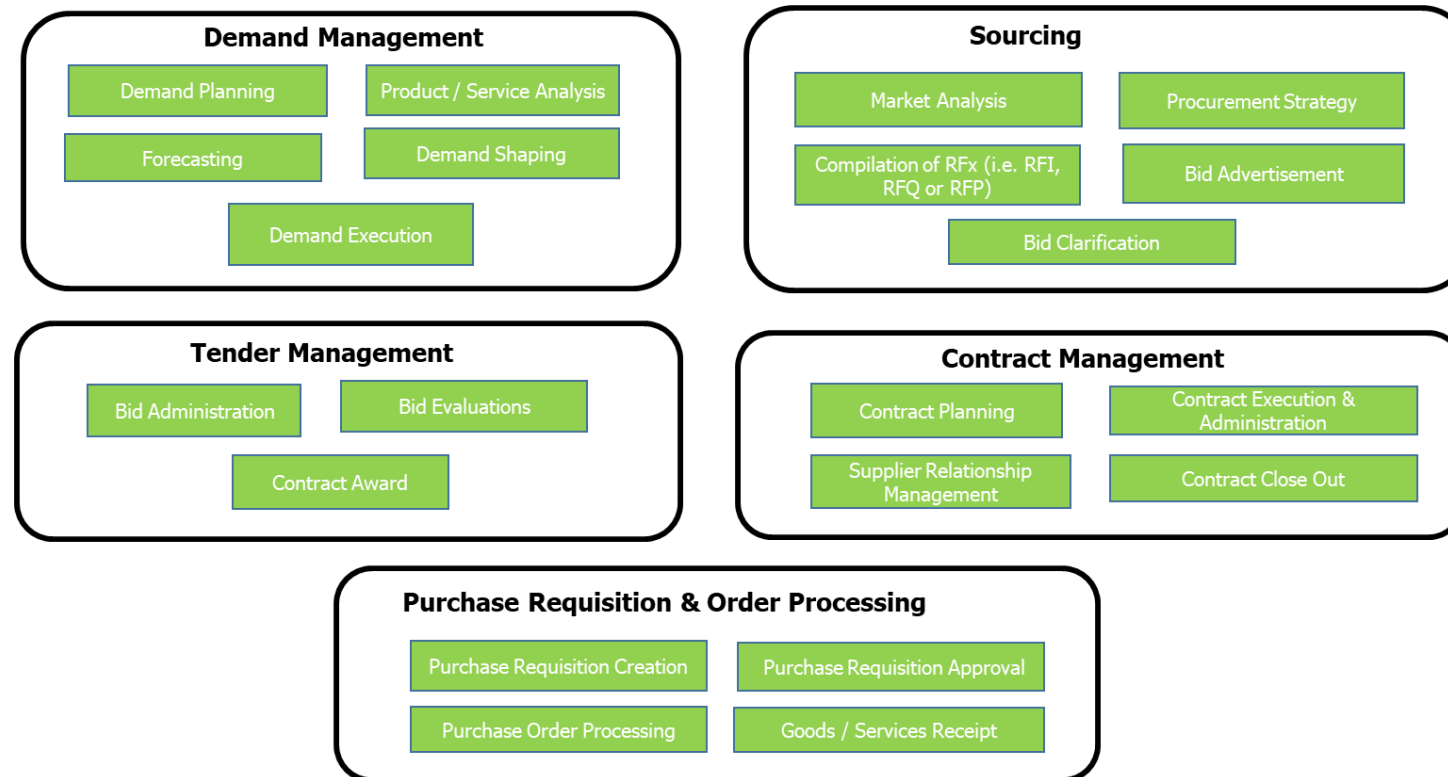 Demand Management
Demand Planning
Product / Service Analysis
Forecasting
Demand Shaping
Demand Execution
Sourcing
Market Analysis
Procurement Strategy
Compilation of RFx (i.e. RFI,
RFQ or RFP)
Bid Advertisement
Bid Clarification
Tender Management
Bid Administration
Bid Evaluations
Contract Award
Contract Management
Contract Planning
Contract Execution &
Administration
Supplier Relationship
Management
Contract Close Out
Purchase Requisition & Order Processing
Purchase Requisition Creation
Purchase Requisition Approval
Purchase Order Processing
Goods / Services Receipt